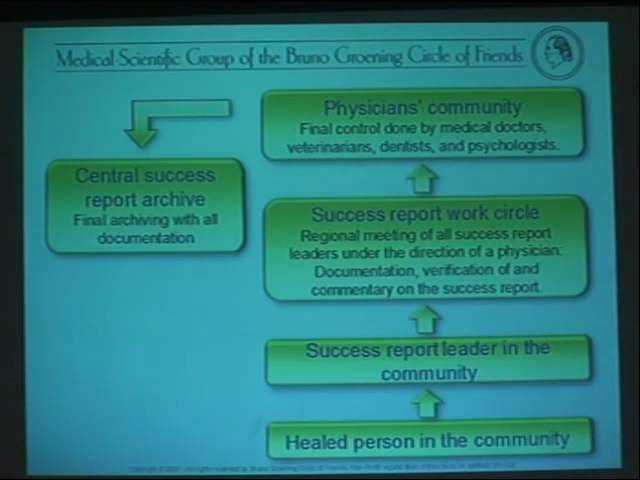 Medical-Scientific Group of the Bruno Groening Circle of Friends
Physicians' community
Final control done by medical doctors,
veterinarians, dentists, and psychologists.
Central success
report archive
Final archiving with all
documentation
Success report work circle
Regional meeting of all success report
leaders under the direction of a physician:
Documentation, verification of and
commentary on the success report.
Success report leader in the
community
Healed person in the community